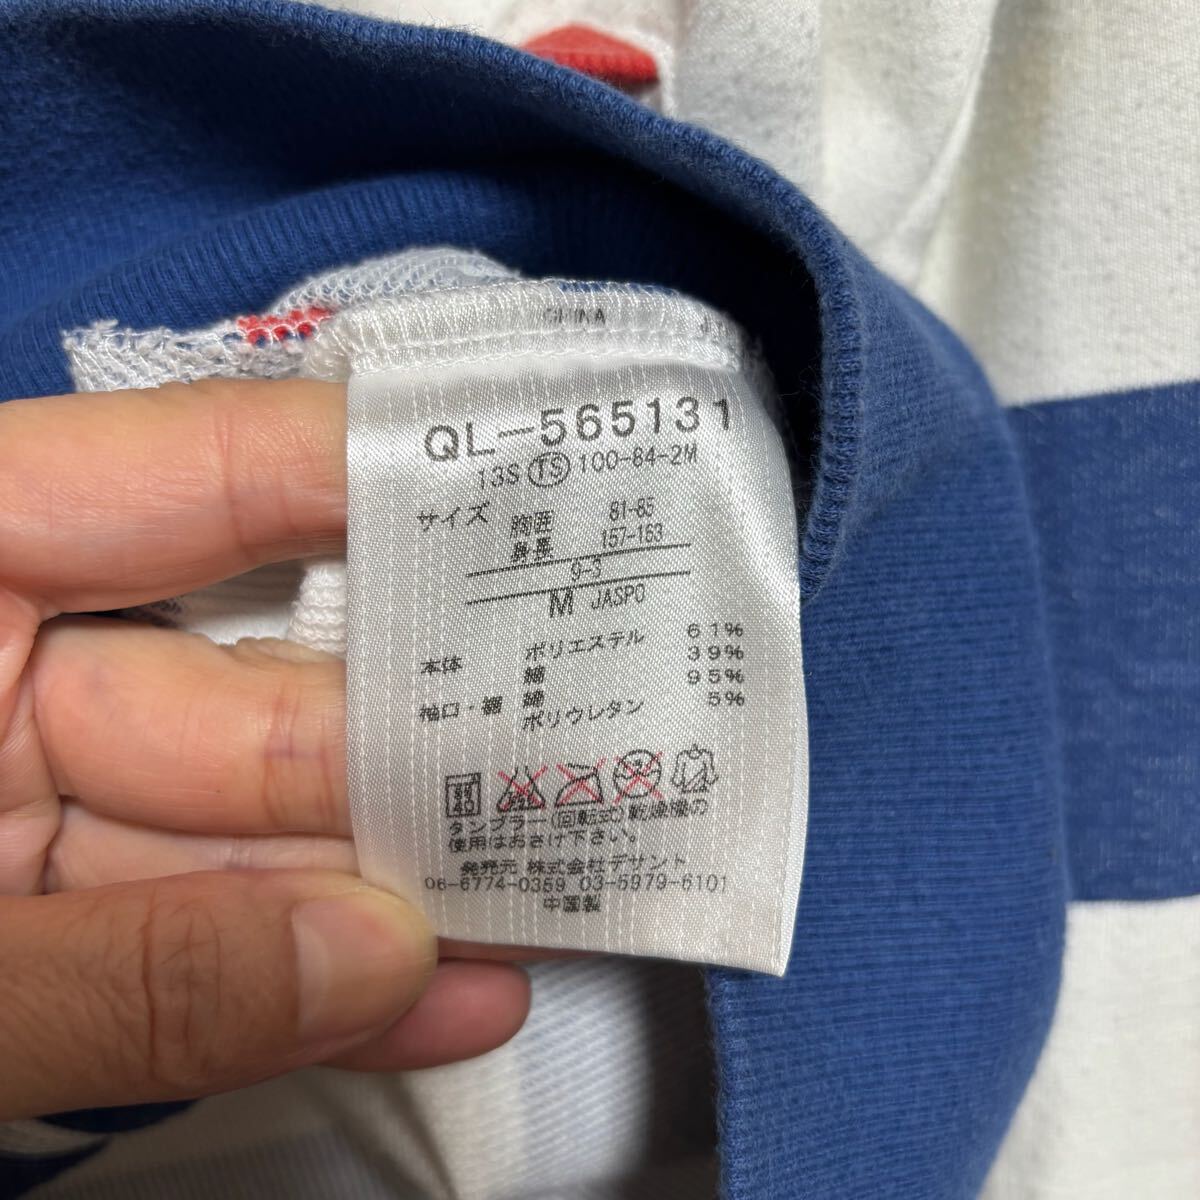 CHINA
QL-565131
13S TS 100-84-2M
サイズ 胸囲 81-85
身長 157-163
9-3
M JASPO
本体 ポリエステル 61%
綿 39%
袖口・裾 綿 95%
ポリウレタン 5%
タンブラー(回転式)乾燥機の
使用はおさけ下さい。
発売元 株式会社デサント
06-6774-0359 03-5979-6101
中国製